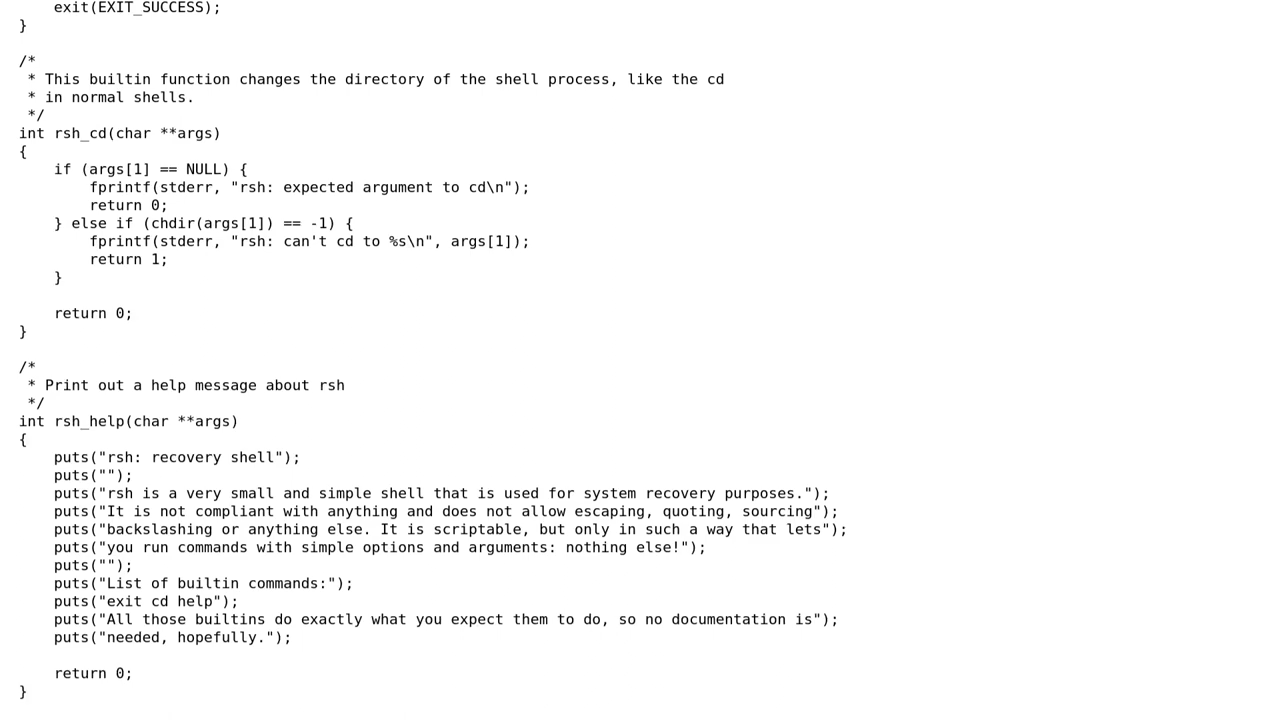 exit(EXIT_SUCCESS);
}

/*
 * This builtin function changes the directory of the shell process, like the cd
 * in normal shells.
 */
int rsh_cd(char **args)
{
    if (args[1] == NULL) {
        fprintf(stderr, "rsh: expected argument to cd\n");
        return 0;
    } else if (chdir(args[1]) == -1) {
        fprintf(stderr, "rsh: can't cd to %s\n", args[1]);
        return 1;
    }

    return 0;
}

/*
 * Print out a help message about rsh
 */
int rsh_help(char **args)
{
    puts("rsh: recovery shell");
    puts("");
    puts("rsh is a very small and simple shell that is used for system recovery purposes.");
    puts("It is not compliant with anything and does not allow escaping, quoting, sourcing");
    puts("backslashing or anything else. It is scriptable, but only in such a way that lets");
    puts("you run commands with simple options and arguments: nothing else!");
    puts("");
    puts("List of builtin commands:");
    puts("exit cd help");
    puts("All those builtins do exactly what you expect them to do, so no documentation is");
    puts("needed, hopefully.");

    return 0;
}